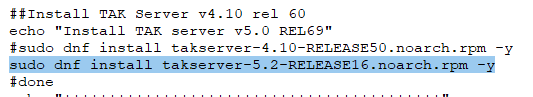 ##Install TAK Server v4.10 rel 60
echo "Install TAK server v5.0 REL69"
#sudo dnf install takserver-4.10-RELEASE50.noarch.rpm -y
sudo dnf install takserver-5.2-RELEASE16.noarch.rpm -y
#done